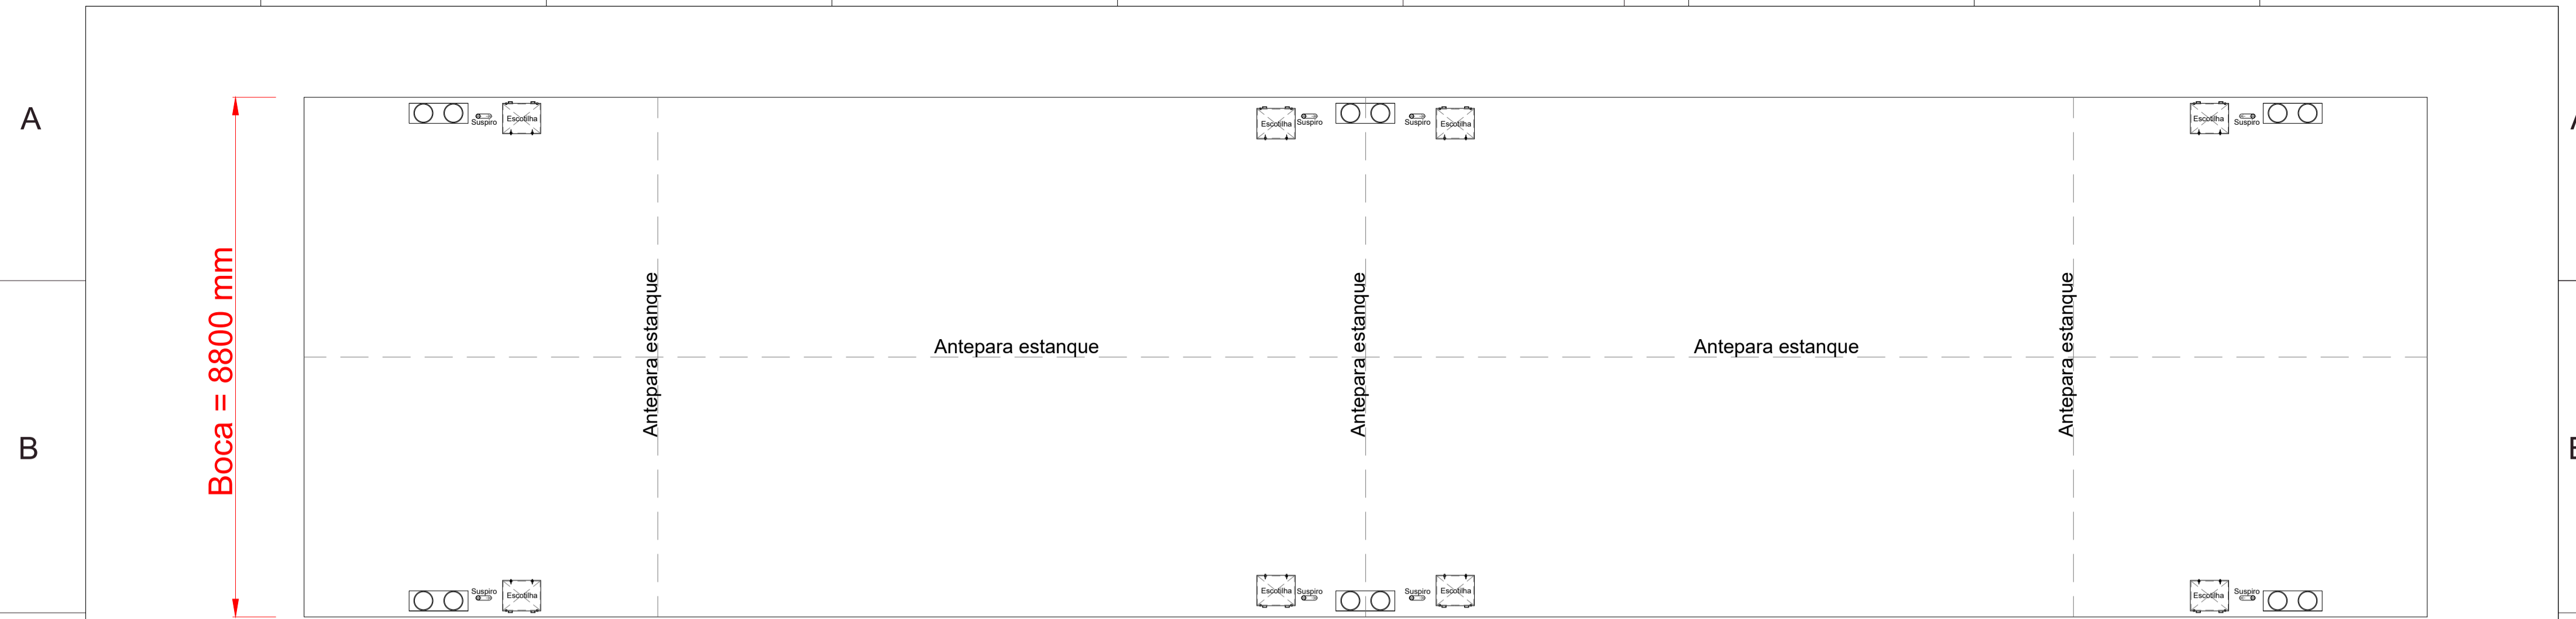 A
Suspiro
Escotilha
Escotilha
Suspiro
Suspiro
Escotilha
Escotilha
Suspiro
A
Boca = 8800 mm
Antepara estanque
Antepara estanque
Antepara estanque
Antepara estanque
Antepara estanque
B
B
Suspiro
Escotilha
Escotilha
Suspiro
Suspiro
Escotilha
Escotilha
Suspiro